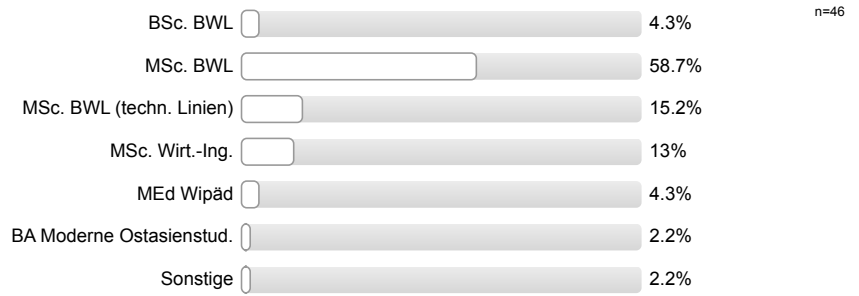 n=46
BSc. BWL 4.3%
MSc. BWL 58.7%
MSc. BWL (techn. Linien) 15.2%
MSc. Wirt.-Ing. 13%
MEd Wipäd 4.3%
BA Moderne Ostasienstud. 2.2%
Sonstige 2.2%